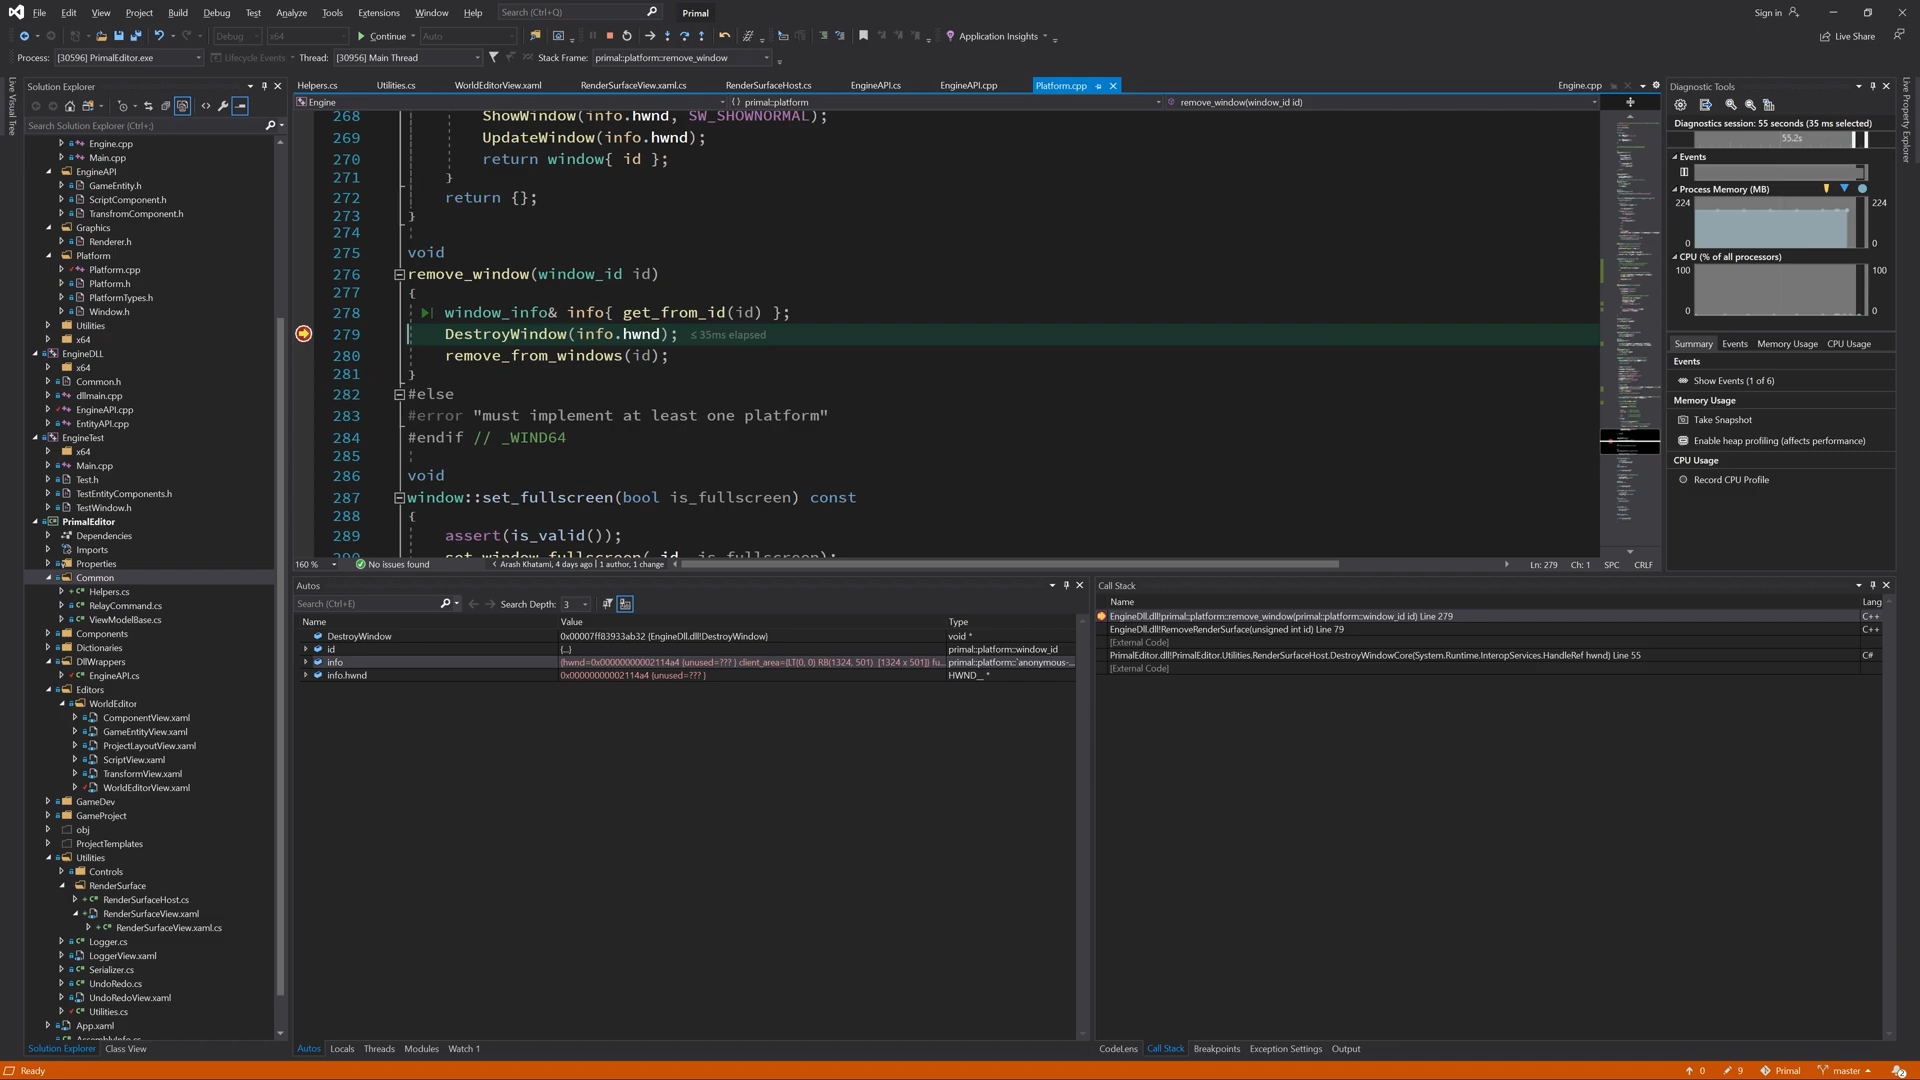 File Edit View Project Build Debug Test Analyze Tools Extensions Window Help Search (Ctrl+Q) Primal Sign in
Debug x64 Continue Auto Application Insights Live Share
Process: [30596] PrimalEditor.exe Lifecycle Events Thread: [30956] Main Thread Stack Frame: primal::platform::remove_window
Live Visual Tree
Solution Explorer
Search Solution Explorer (Ctrl+;)
Engine.cpp
Main.cpp
EngineAPI
GameEntity.h
ScriptComponent.h
TransfromComponent.h
Graphics
Renderer.h
Platform
Platform.cpp
Platform.h
PlatformTypes.h
Window.h
Utilities
x64
EngineDLL
x64
Common.h
dllmain.cpp
EngineAPI.cpp
EntityAPI.cpp
EngineTest
x64
Main.cpp
Test.h
TestEntityComponents.h
TestWindow.h
PrimalEditor
Dependencies
Imports
Properties
Common
Helpers.cs
RelayCommand.cs
ViewModelBase.cs
Components
Dictionaries
DllWrappers
EngineAPI.cs
Editors
WorldEditor
ComponentView.xaml
GameEntityView.xaml
ProjectLayoutView.xaml
ScriptView.xaml
TransformView.xaml
WorldEditorView.xaml
GameDev
GameProject
obj
ProjectTemplates
Utilities
Controls
RenderSurface
RenderSurfaceHost.cs
RenderSurfaceView.xaml
RenderSurfaceView.xaml.cs
Logger.cs
LoggerView.xaml
Serializer.cs
UndoRedo.cs
UndoRedoView.xaml
Utilities.cs
App.xaml
AssemblyInfo.cs
Solution Explorer Class View
Helpers.cs Utilities.cs WorldEditorView.xaml RenderSurfaceView.xaml.cs RenderSurfaceHost.cs EngineAPI.cs EngineAPI.cpp Platform.cpp Engine.cpp
Engine {} primal::platform remove_window(window_id id)
268 ShowWindow(info.hwnd, SW_SHOWNORMAL);
269 UpdateWindow(info.hwnd);
270 return window{ id };
271 }
272 return {};
273 }
274
275 void
276 remove_window(window_id id)
277 {
278 window_info& info{ get_from_id(id) };
279 DestroyWindow(info.hwnd); ≤ 35ms elapsed
280 remove_from_windows(id);
281 }
282 #else
283 #error "must implement at least one platform"
284 #endif // _WIND64
285
286 void
287 window::set_fullscreen(bool is_fullscreen) const
288 {
289 assert(is_valid());
290 set_window_fullscreen(_id, is_fullscreen);
160 % No issues found Arash Khatami, 4 days ago | 1 author, 1 change Ln: 279 Ch: 1 SPC CRLF
Autos
Search (Ctrl+E) Search Depth: 3
Name Value Type
DestroyWindow 0x00007ff83933ab32 {EngineDll.dll!DestroyWindow} void *
id {...} primal::platform::window_id
info {hwnd=0x00000000002114a4 {unused=??? } client_area={LT(0, 0) RB(1324, 501) [1324 x 501]} fu... primal::platform::`anonymous-...
info.hwnd 0x00000000002114a4 {unused=??? } HWND__ *
Autos Locals Threads Modules Watch 1
Call Stack
Name Lang
EngineDll.dll!primal::platform::remove_window(primal::platform::window_id id) Line 279 C++
EngineDll.dll!RemoveRenderSurface(unsigned int id) Line 79 C++
[External Code]
PrimalEditor.dll!PrimalEditor.Utilities.RenderSurfaceHost.DestroyWindowCore(System.Runtime.InteropServices.HandleRef hwnd) Line 55 C#
[External Code]
CodeLens Call Stack Breakpoints Exception Settings Output
Diagnostic Tools
Diagnostics session: 55 seconds (35 ms selected)
55.2s
Events
Process Memory (MB)
224 224
0 0
CPU (% of all processors)
100 100
0 0
Summary Events Memory Usage CPU Usage
Events
Show Events (1 of 6)
Memory Usage
Take Snapshot
Enable heap profiling (affects performance)
CPU Usage
Record CPU Profile
Live Property Explorer
Ready 0 9 Primal master 2